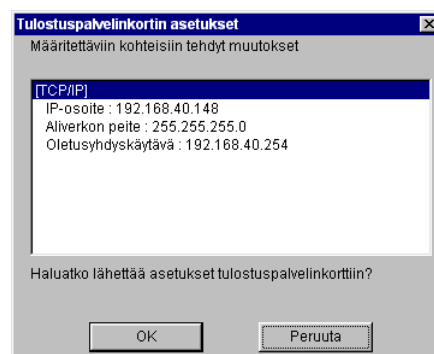 Tulostuspalvelinkortin asetukset
Määritettäviin kohteisiin tehdyt muutokset
[TCP/IP]
IP-osoite : 192.168.40.148
Aliverkon peite : 255.255.255.0
Oletusyhdyskäytävä : 192.168.40.254
Haluatko lähettää asetukset tulostuspalvelinkorttiin?
OK
Peruuta